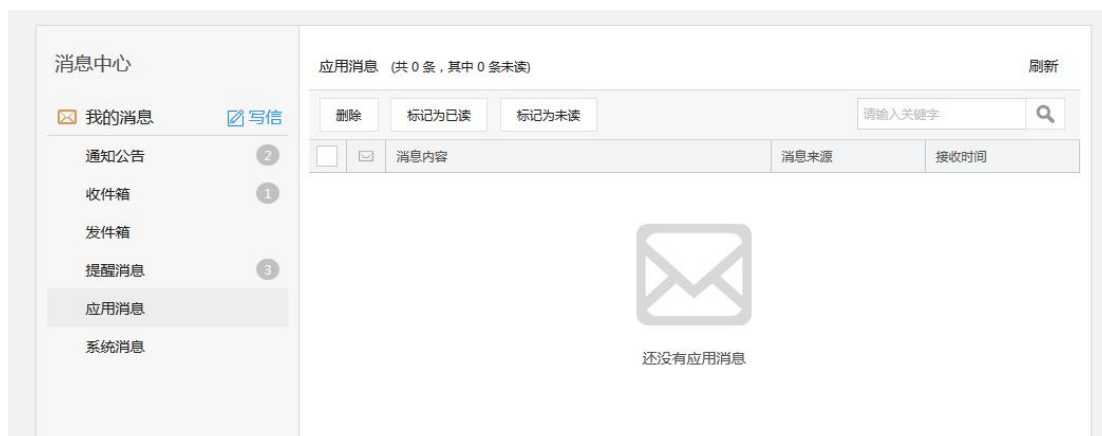 消息中心
我的消息 写信
通知公告 2
收件箱 1
发件箱
提醒消息 3
应用消息
系统消息
应用消息 (共 0 条 , 其中 0 条未读) 刷新
删除 标记为已读 标记为未读 请输入关键字
消息内容 消息来源 接收时间
还没有应用消息